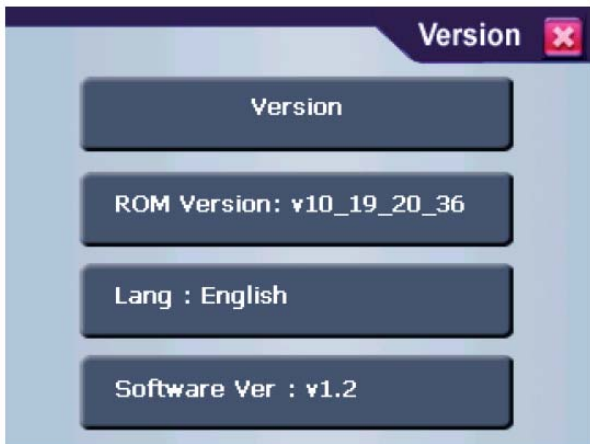 Version
Version
ROM Version: v10_19_20_36
Lang : English
Software Ver : v1.2